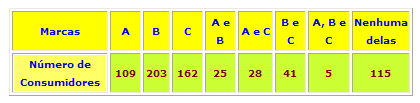 Marcas A B C A e B A e C B e C A, B e C Nenhuma delas
Número de Consumidores 109 203 162 25 28 41 5 115